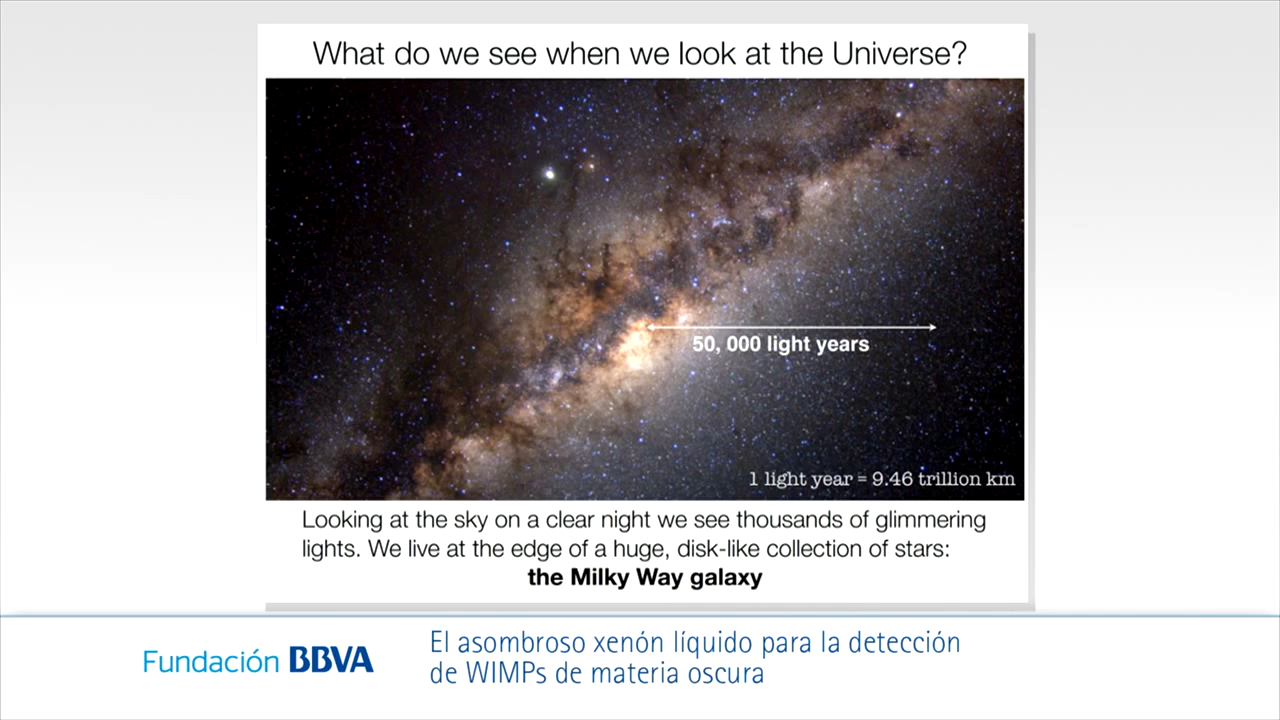 What do we see when we look at the Universe?
50, 000 light years
1 light year = 9.46 trillion km
Looking at the sky on a clear night we see thousands of glimmering
lights. We live at the edge of a huge, disk-like collection of stars:
the Milky Way galaxy
Fundación BBVA
El asombroso xenón líquido para la detección
de WIMPs de materia oscura